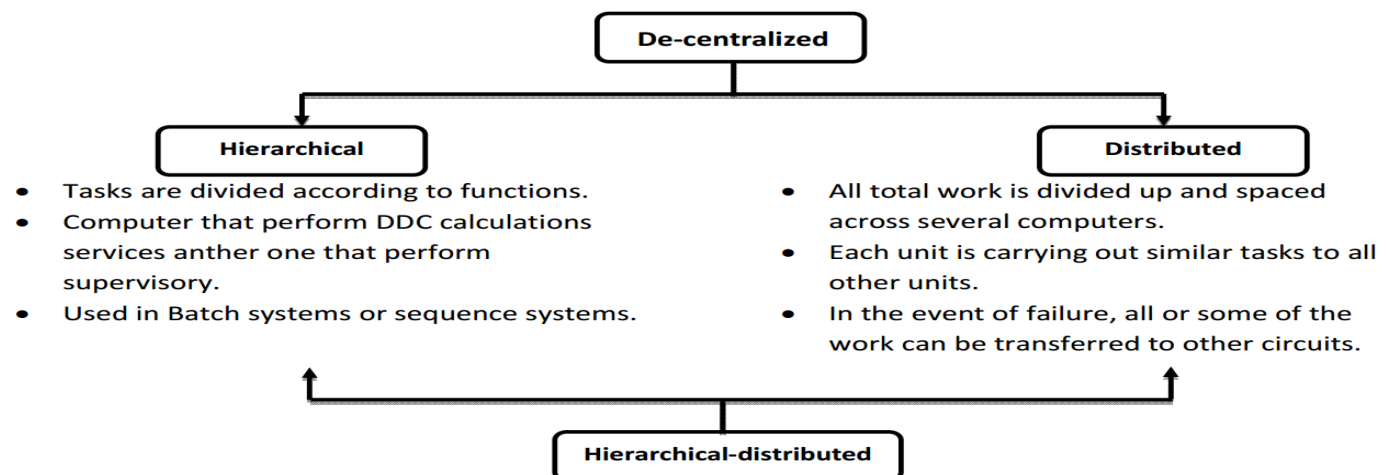 De-centralized
Hierarchical
• Tasks are divided according to functions.
• Computer that perform DDC calculations
services anther one that perform
supervisory.
• Used in Batch systems or sequence systems.
Distributed
• All total work is divided up and spaced
across several computers.
• Each unit is carrying out similar tasks to all
other units.
• In the event of failure, all or some of the
work can be transferred to other circuits.
Hierarchical-distributed